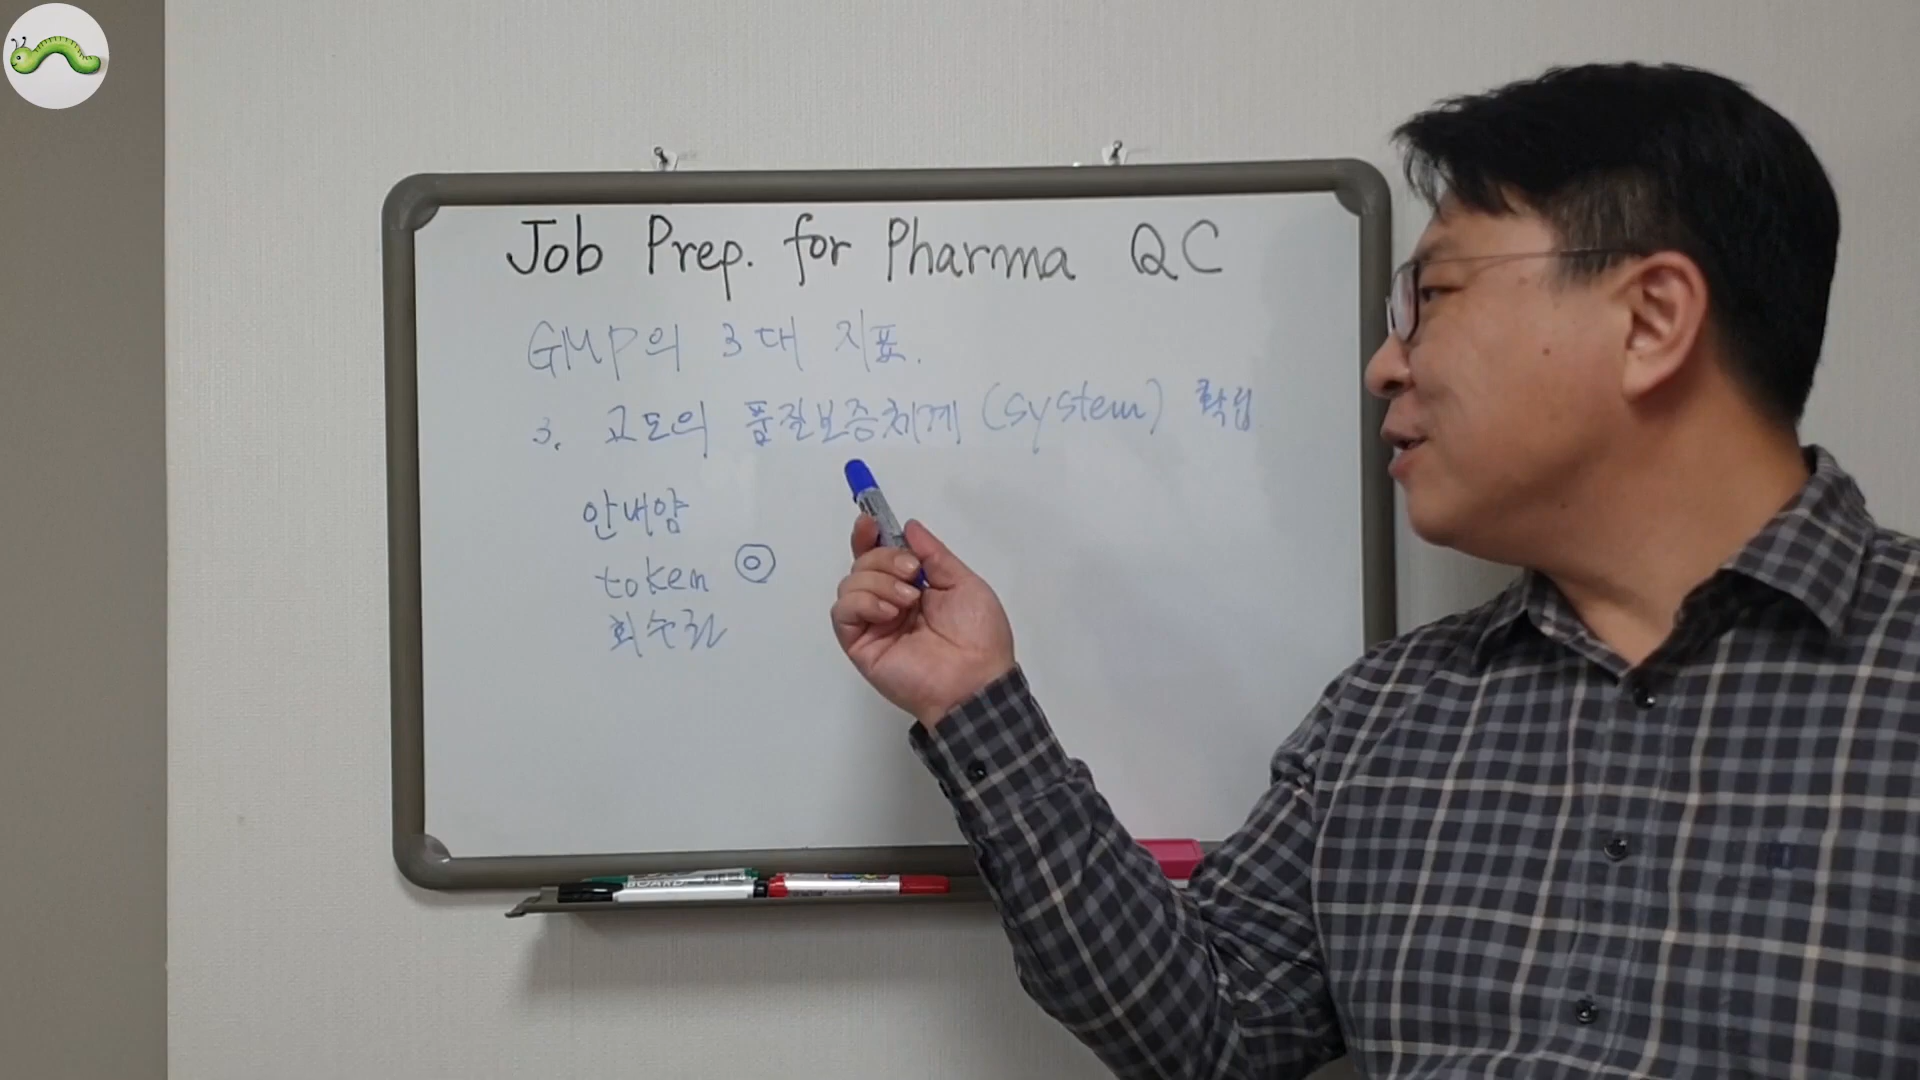 Job Prep. for Pharma QC
GMP의 3대 지표.
3. 고도의 품질보증체계 (system) 확립
안내양
token
회수권
BOARD